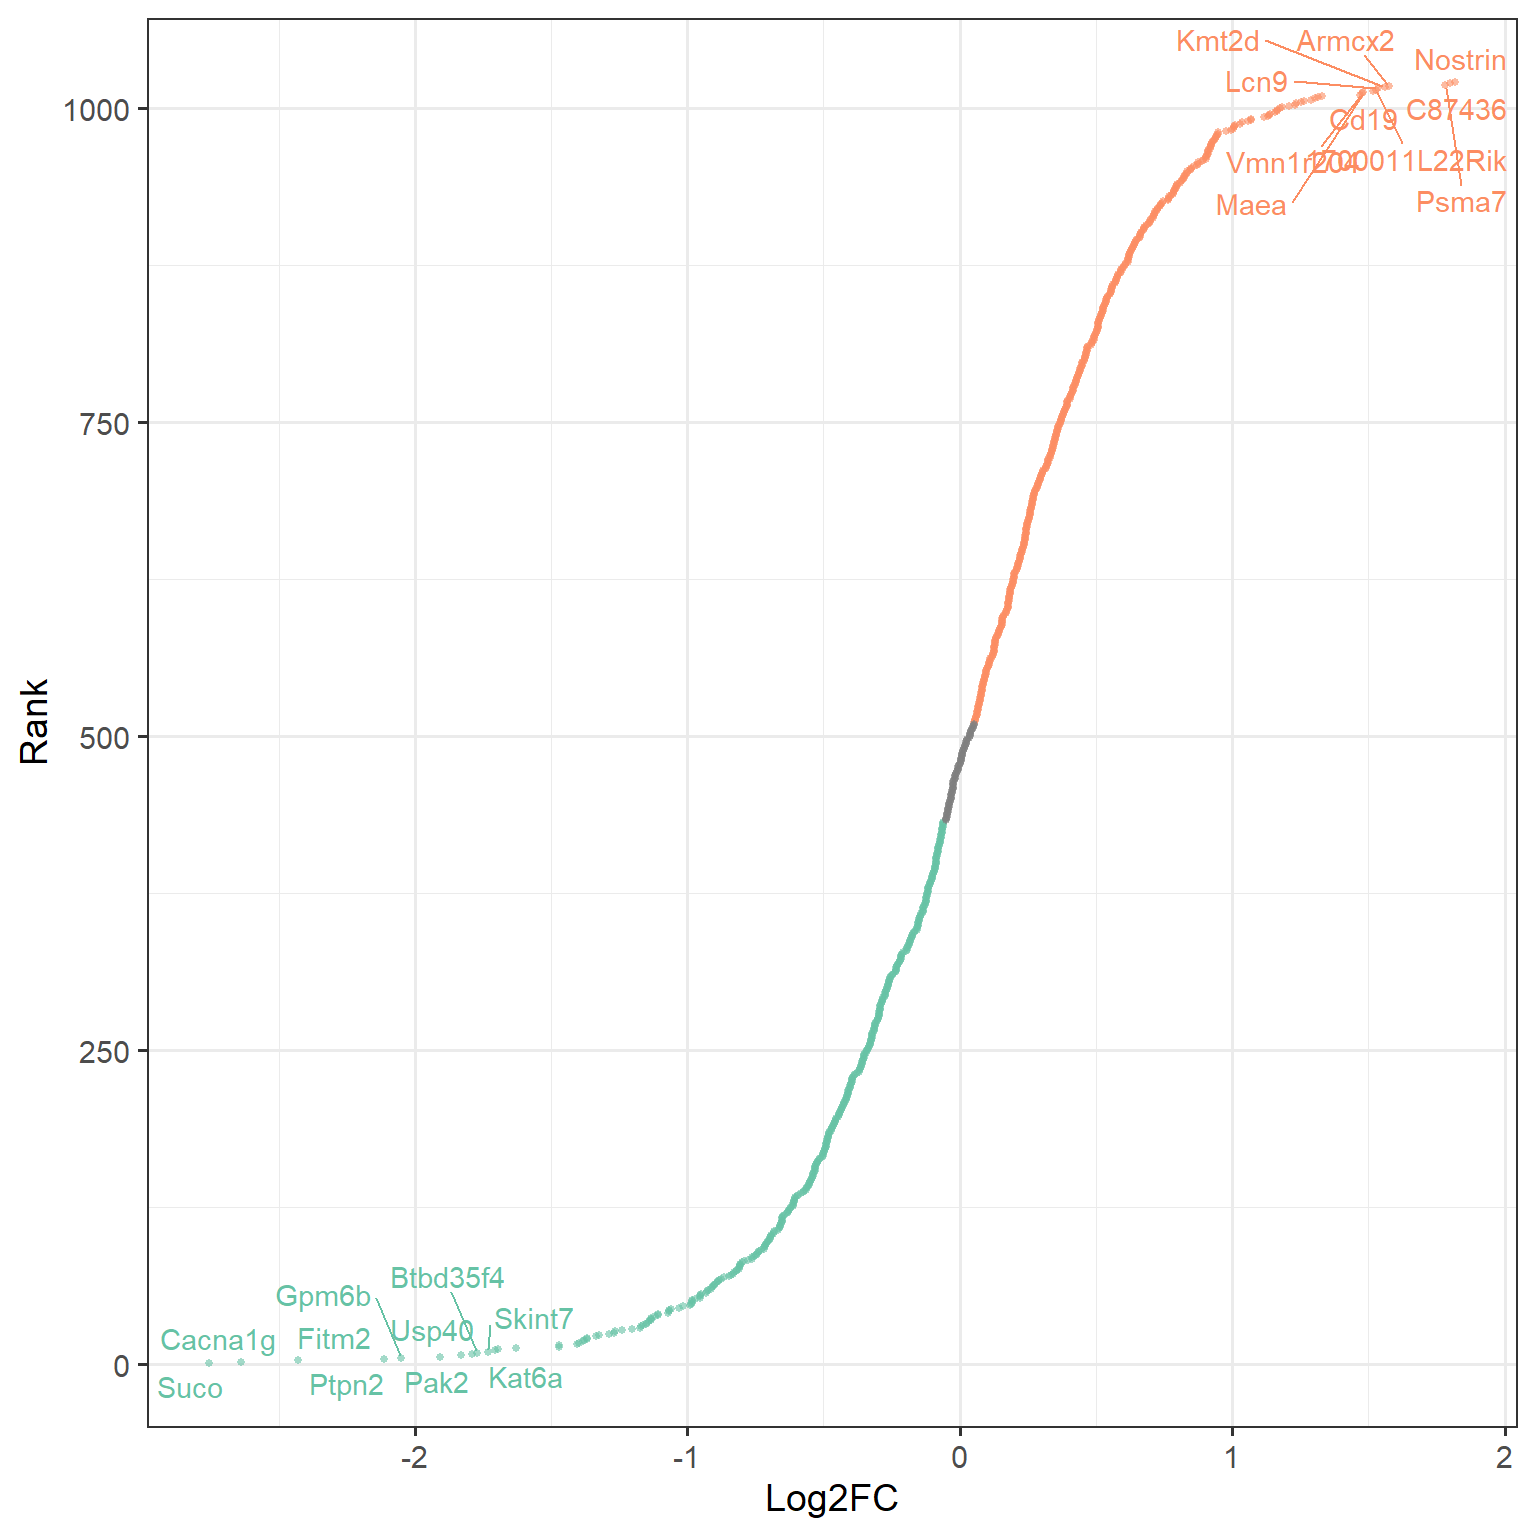 Kmt2d
Armcx2
Nostrin
Lcn9
1000
C87436
Cd19
Vmn1r204
1700011L22Rik
Maea
Psma7
750
Rank
500
250
Btbd35f4
Gpm6b
Skint7
Usp40
Cacna1g
Fitm2
0
Suco
Ptpn2
Pak2
Kat6a
-2
-1
0
1
2
Log2FC